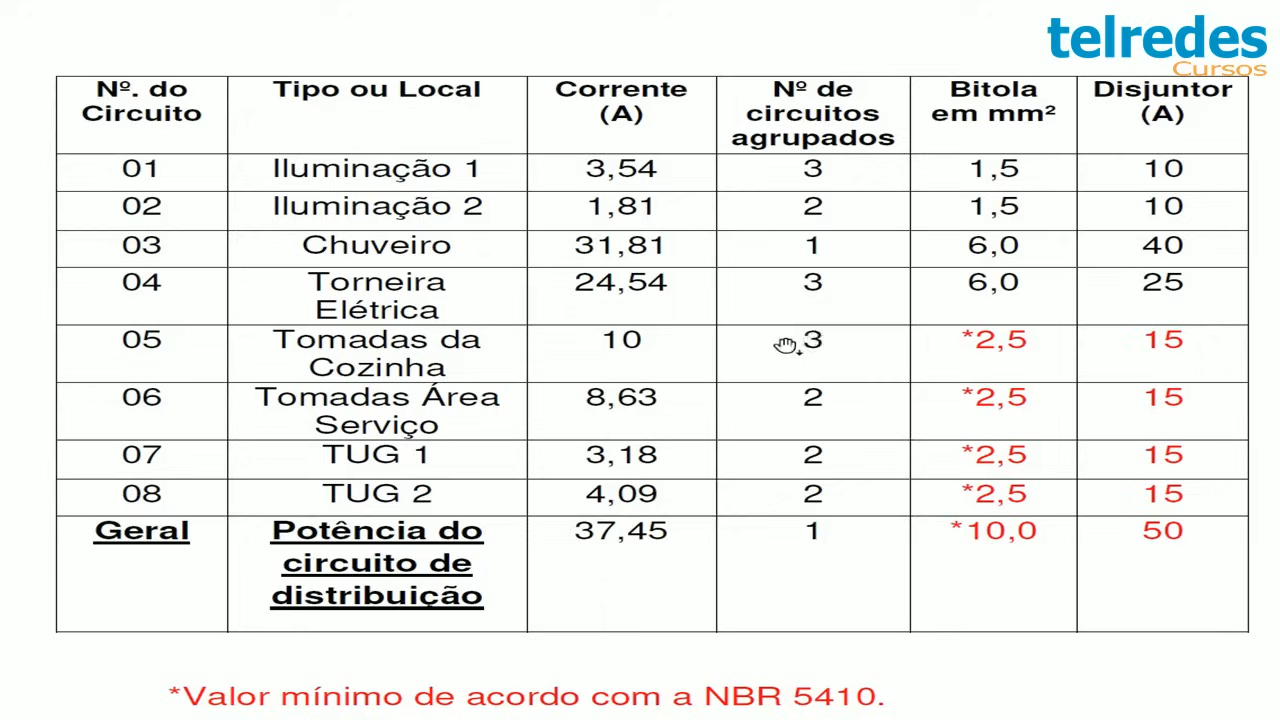 telredes
Cursos
Nº. do Circuito | Tipo ou Local | Corrente (A) | Nº de circuitos agrupados | Bitola em mm² | Disjuntor (A)
01 | Iluminação 1 | 3,54 | 3 | 1,5 | 10
02 | Iluminação 2 | 1,81 | 2 | 1,5 | 10
03 | Chuveiro | 31,81 | 1 | 6,0 | 40
04 | Torneira Elétrica | 24,54 | 3 | 6,0 | 25
05 | Tomadas da Cozinha | 10 | 3 | *2,5 | 15
06 | Tomadas Área Serviço | 8,63 | 2 | *2,5 | 15
07 | TUG 1 | 3,18 | 2 | *2,5 | 15
08 | TUG 2 | 4,09 | 2 | *2,5 | 15
Geral | Potência do circuito de distribuição | 37,45 | 1 | *10,0 | 50
*Valor mínimo de acordo com a NBR 5410.